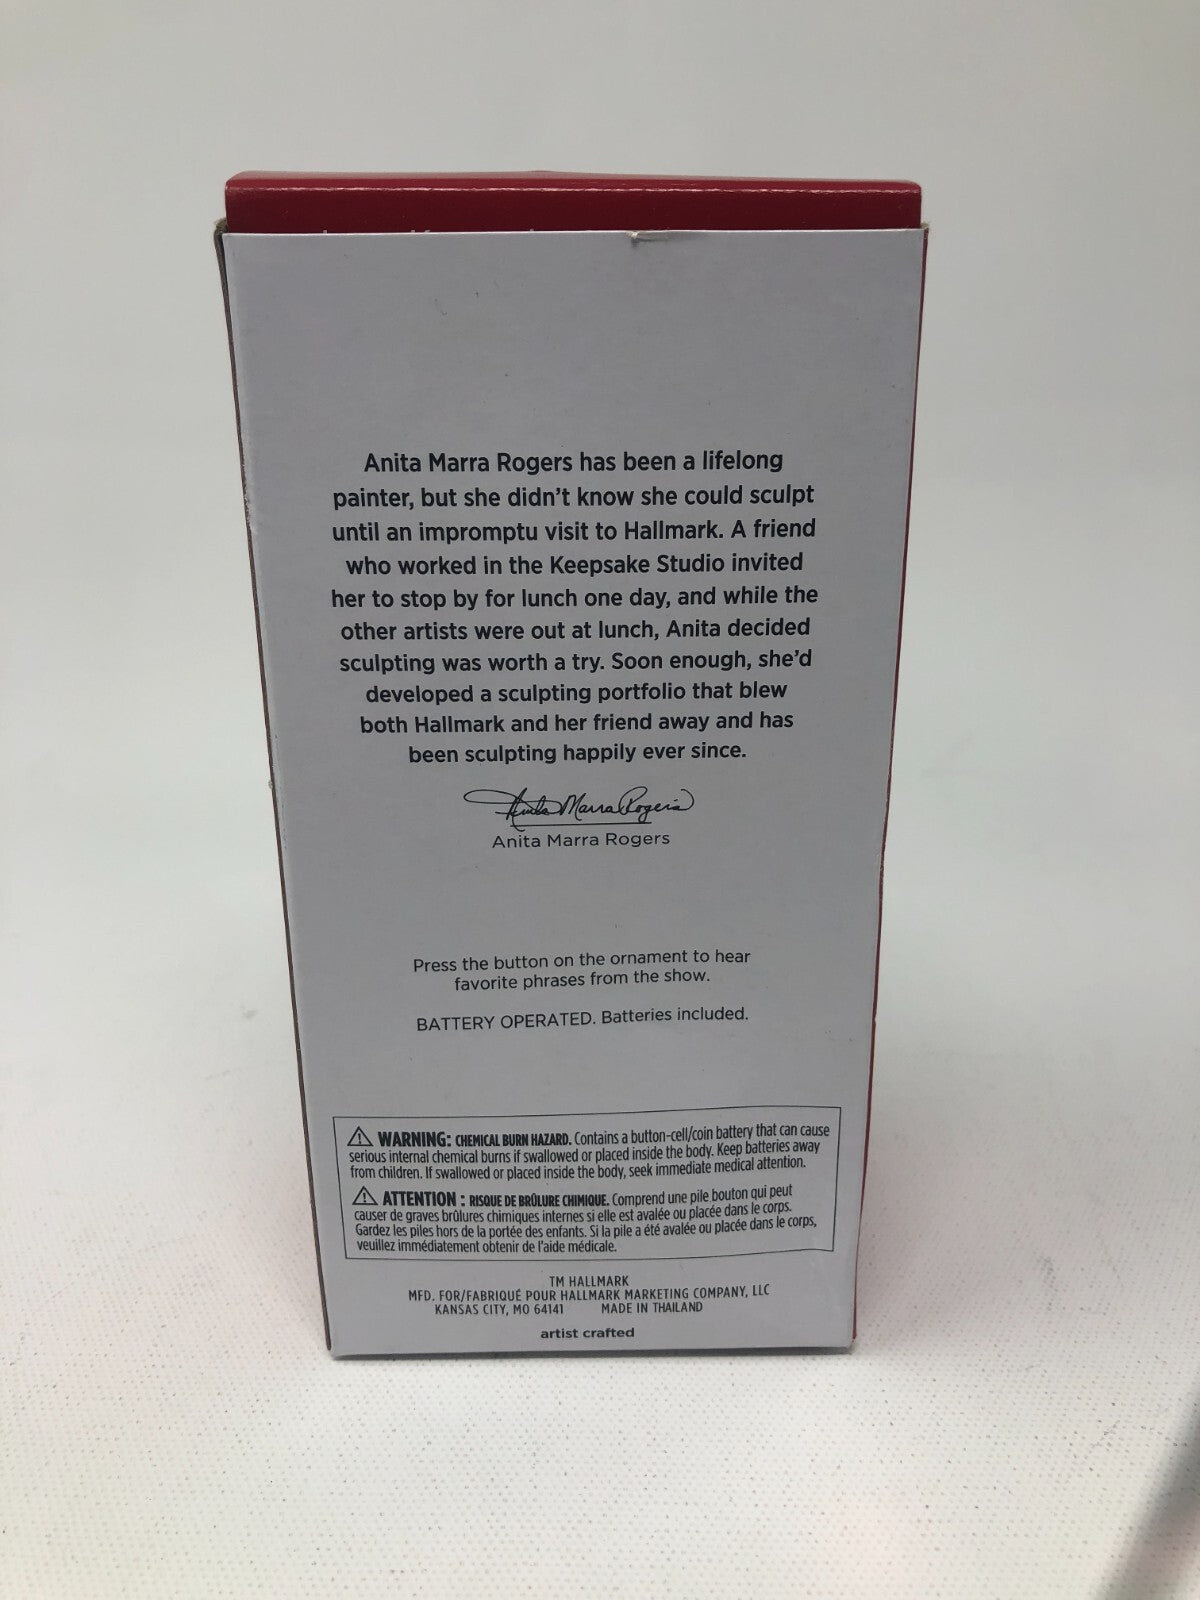 Anita Marra Rogers has been a lifelong
painter, but she didn't know she could sculpt
until an impromptu visit to Hallmark. A friend
who worked in the Keepsake Studio invited
her to stop by for lunch one day, and while the
other artists were out at lunch, Anita decided
sculpting was worth a try. Soon enough, she'd
developed a sculpting portfolio that blew
both Hallmark and her friend away and has
been sculpting happily ever since.
Anita Marra Rogers
Anita Marra Rogers
Press the button on the ornament to hear
favorite phrases from the show.
BATTERY OPERATED. Batteries included.
⚠ WARNING: CHEMICAL BURN HAZARD. Contains a button-cell/coin battery that can cause
serious internal chemical burns if swallowed or placed inside the body. Keep batteries away
from children. If swallowed or placed inside the body, seek immediate medical attention.
⚠ ATTENTION : RISQUE DE BRÛLURE CHIMIQUE. Comprend une pile bouton qui peut
causer de graves brûlures chimiques internes si elle est avalée ou placée dans le corps.
Gardez les piles hors de la portée des enfants. Si la pile a été avalée ou placée dans le corps,
veuillez immédiatement obtenir de l'aide médicale.
TM HALLMARK
MFD. FOR/FABRIQUÉ POUR HALLMARK MARKETING COMPANY, LLC
KANSAS CITY, MO 64141 MADE IN THAILAND
artist crafted